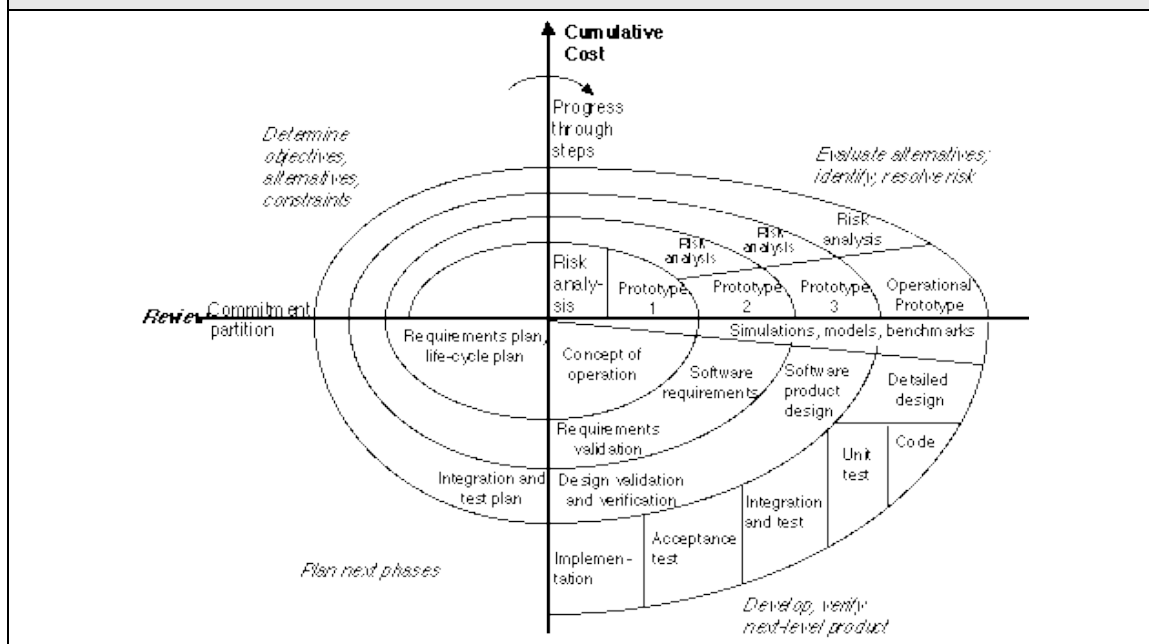 Cumulative
Cost
Progress
through
steps
Determine
objectives,
alternatives,
constraints
Evaluate alternatives;
identify, resolve risk
Risk
analysis
Risk
analysis
Risk
analysis
Risk
analy-
sis
Prototype
1
Prototype
2
Prototype
3
Operational
Prototype
Review
Commitment
partition
Simulations, models, benchmarks
Requirements plan,
life-cycle plan
Concept of
operation
Software
requirements
Software
product
design
Detailed
design
Requirements
validation
Unit
test
Code
Integration and
test plan
Design validation
and verification
Integration
and test
Acceptance
test
Implemen-
tation
Plan next phases
Develop, verify
next-level product